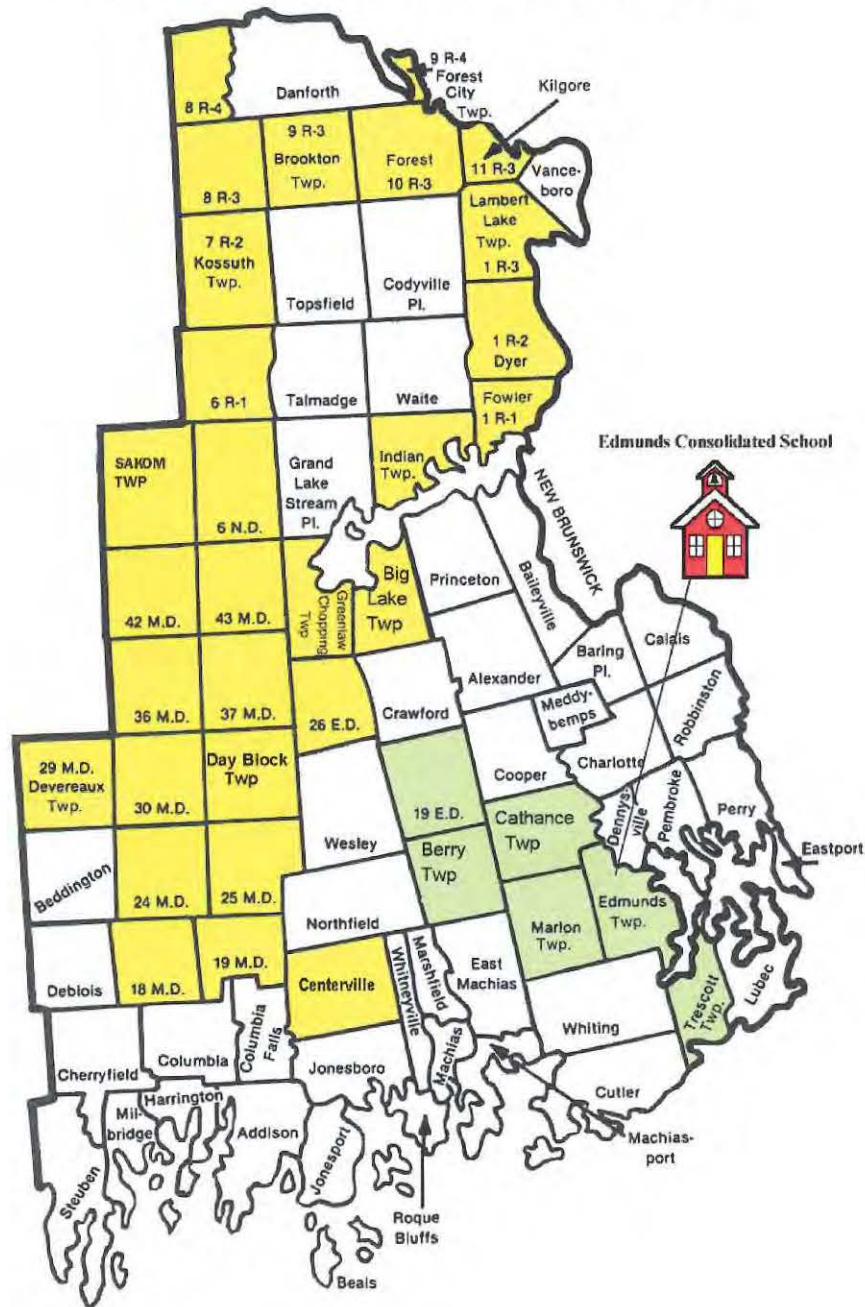 9 R-4
Forest
City
Twp.
Kilgore
8 R-4
Danforth
9 R-3
Brookton
Twp.
Forest
10 R-3
11 R-3
Vance-
boro
8 R-3
Lambert
Lake
Twp.
1 R-3
7 R-2
Kossuth
Twp.
Topsfield
Codyville
Pl.
1 R-2
Dyer
6 R-1
Talmadge
Waite
Fowler
1 R-1
Edmunds Consolidated School
SAKOM
TWP
6 N.D.
Grand
Lake
Stream
Pl.
Indian
Twp.
NEW BRUNSWICK
42 M.D.
43 M.D.
Greenlaw
Chopping
Twp
Big
Lake
Twp
Princeton
Baileyville
36 M.D.
37 M.D.
26 E.D.
Crawford
Alexander
Baring
Pl.
Calais
Meddy-
bemps
Robbinston
29 M.D.
Devereaux
Twp.
30 M.D.
Day Block
Twp
Wesley
19 E.D.
Cooper
Charlotte
Cathance
Twp
Dennys-
ville
Pembroke
Perry
Eastport
Beddington
24 M.D.
25 M.D.
Northfield
Berry
Twp
Marion
Twp.
Edmunds
Twp.
Deblois
18 M.D.
19 M.D.
Centerville
Whitneyville
Marshfield
East
Machias
Trescott
Twp.
Lubec
Whiting
Cherryfield
Columbia
Columbia
Falls
Jonesboro
Machias
Cutler
Machias-
port
Mil-
bridge
Harrington
Addison
Jonesport
Steuben
Roque
Bluffs
Beals